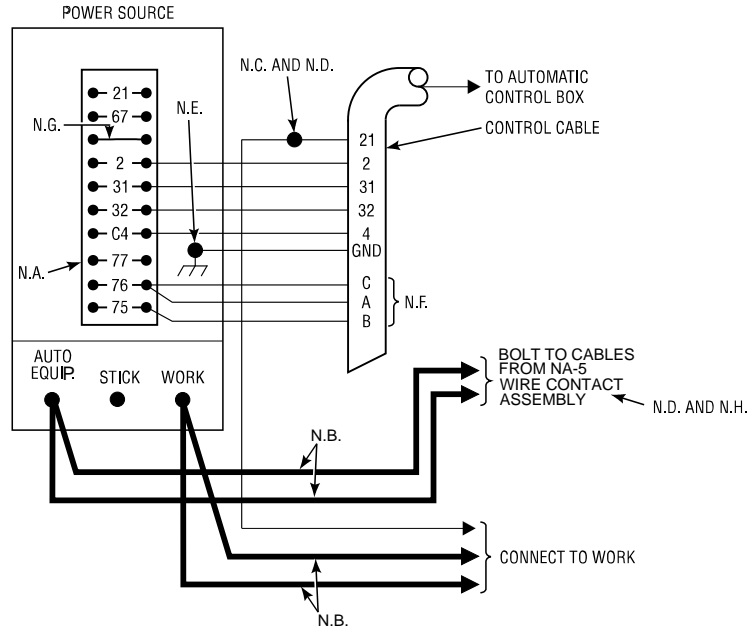 POWER SOURCE
N.C. AND N.D.
TO AUTOMATIC
CONTROL BOX
CONTROL CABLE
N.E.
N.G.
N.A.
21
67
2
31
32
C4
77
76
75
21
2
31
32
4
GND
C
A
B
N.F.
AUTO
EQUIP.
STICK
WORK
BOLT TO CABLES
FROM NA-5
WIRE CONTACT
ASSEMBLY
N.D. AND N.H.
N.B.
CONNECT TO WORK
N.B.